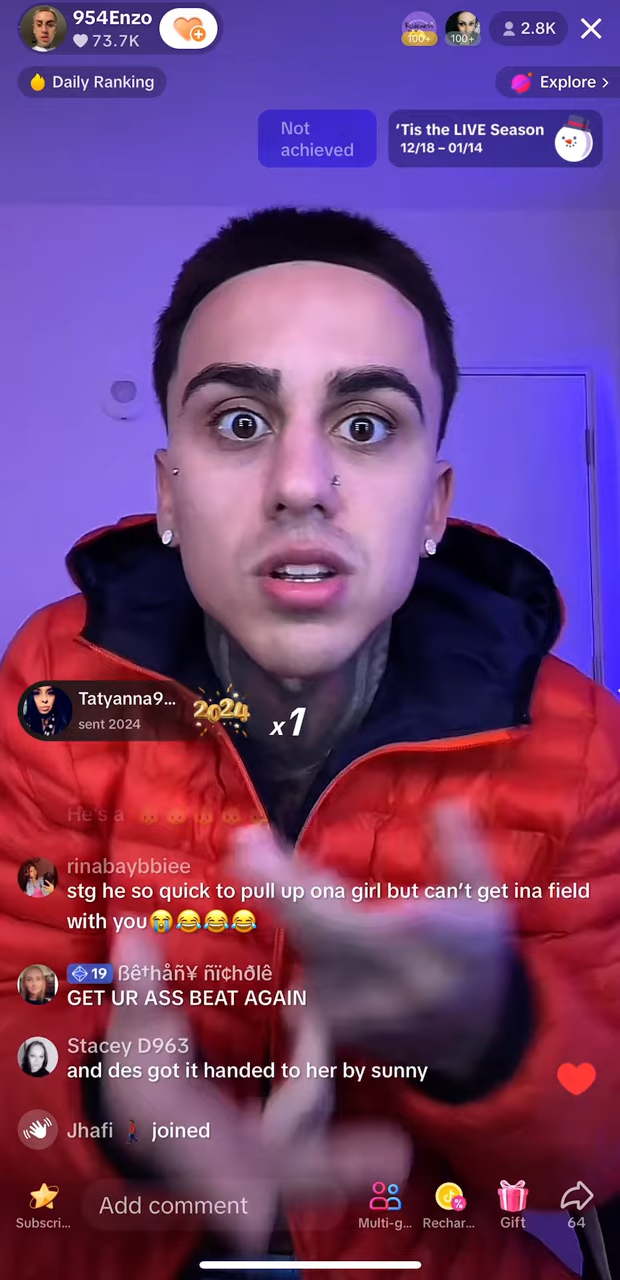 954Enzo
73.7K
100+
100+
2.8K
Daily Ranking
Explore >
Not
achieved
'Tis the LIVE Season
12/18 – 01/14
Tatyanna9...
sent 2024
2024
x1
He's a
rinabaybbiee
stg he so quick to pull up ona girl but can't get ina field
with you😭😂😂😂
19 ßê†håñ¥ ñï¢hðlê
GET UR ASS BEAT AGAIN
Stacey D963
and des got it handed to her by sunny
Jhafi 🚶 joined
Add comment
Subscri...
Multi-g...
Rechar...
Gift
64